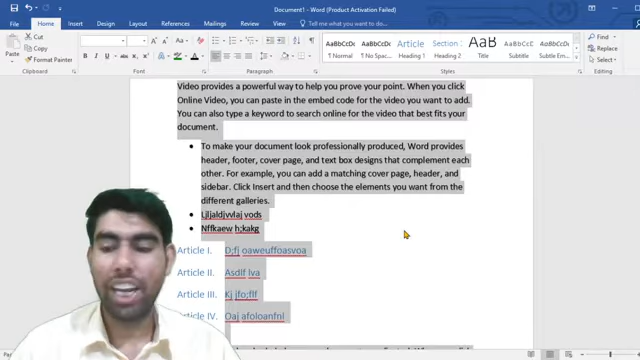 Document1 - Word (Product Activation Failed)
File Home Insert Design Layout References Mailings Review View Tell me what you want to do...
Cut
Copy
Format Painter
Paste
AaBbCcDc AaBbCcDc Article Section AaB AaBbCcD AaBbCcDt
¶ Normal ¶ No Spac... Heading 1 Heading 2 Title Subtitle Subtle Em...
Find
Replace
Select
Clipboard Font Paragraph Styles Editing
Video provides a powerful way to help you prove your point. When you click
Online Video, you can paste in the embed code for the video you want to add.
You can also type a keyword to search online for the video that best fits your
document.
• To make your document look professionally produced, Word provides
header, footer, cover page, and text box designs that complement each
other. For example, you can add a matching cover page, header, and
sidebar. Click Insert and then choose the elements you want from the
different galleries.
• Ljljaldjvvlaj vods
• Nffkaew h;kakg
Article I. D;fj oaweuffoasvoa
Article II. Asdlf lva
Article III. Kj jfo;flf
Article IV. Oaj afoloanfnl